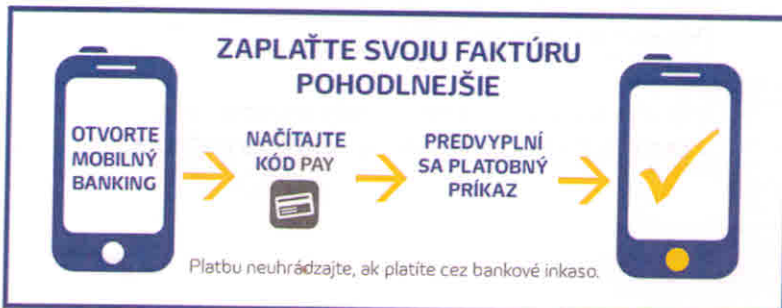 ZAPLAŤTE SVOJU FAKTÚRU
POHODLNEJŠIE
OTVORTE
MOBILNÝ
BANKING
NAČÍTAJTE
KÓD PAY
PREDVYPLNÍ
SA PLATOBNÝ
PRÍKAZ
Platbu neuhrádzajte, ak platíte cez bankové inkaso.